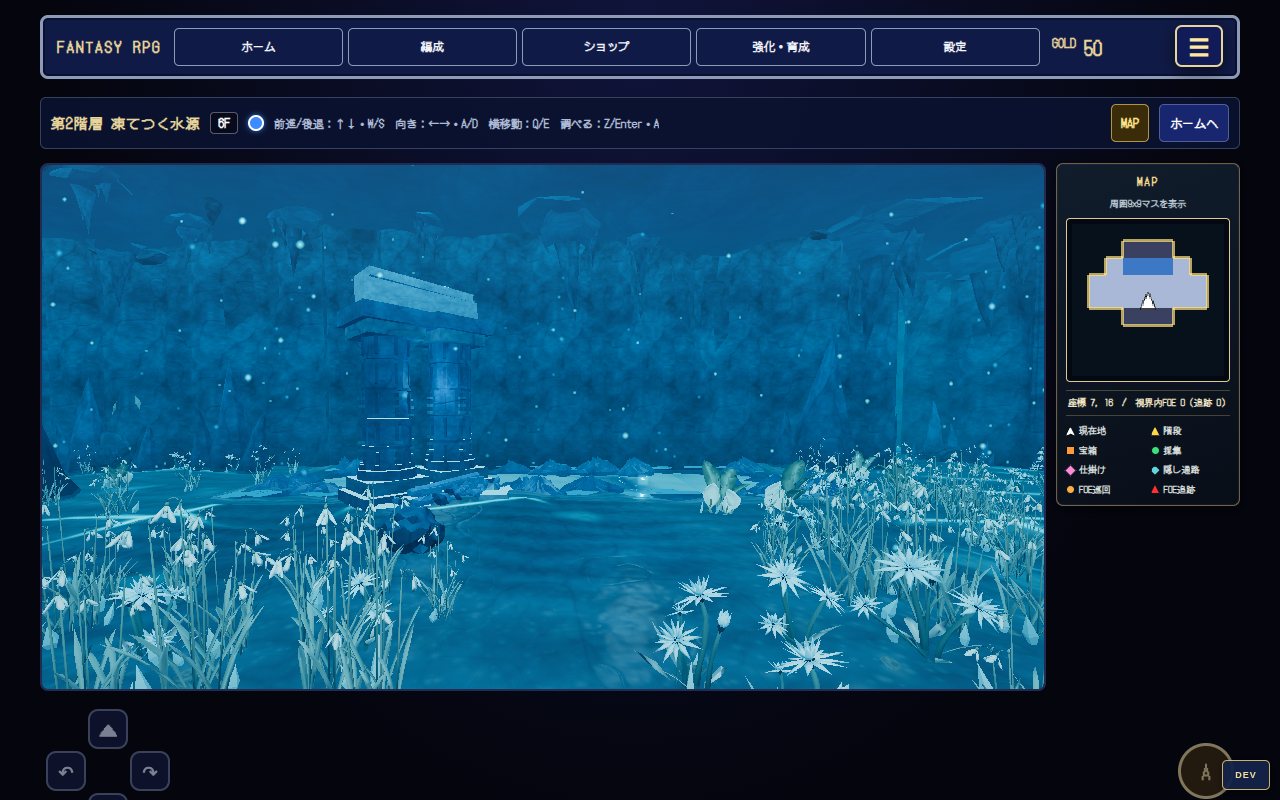 FANTASY RPG
ホーム
編成
ショップ
強化・育成
設定
GOLD 50
第2階層 凍てつく水源
6F
前進/後退：↑↓・W/S　向き：←→・A/D　横移動：Q/E　調べる：Z/Enter・A
MAP
ホームへ
MAP
周囲9x9マスを表示
座標 7, 16 / 視界内FOE 0 (追跡 0)
現在地
階段
宝箱
採集
仕掛け
隠し通路
FOE巡回
FOE追跡
A
DEV